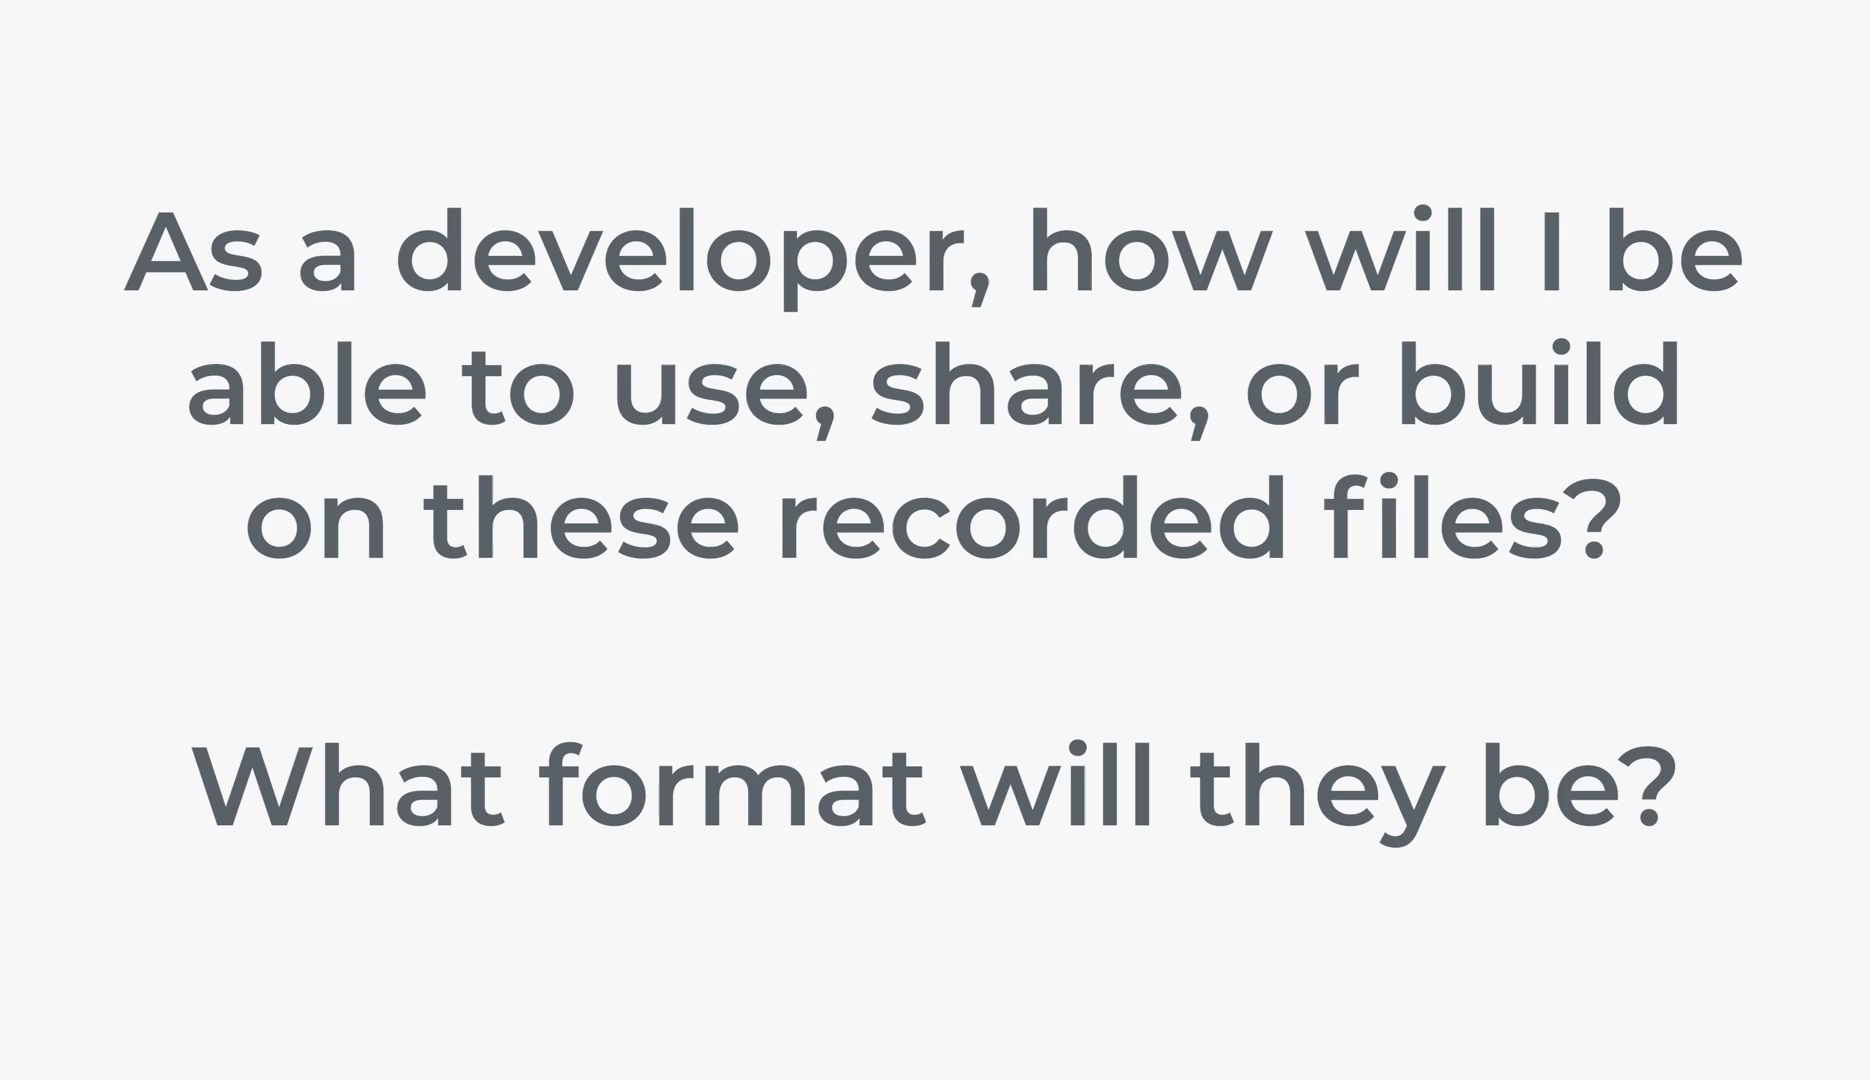 As a developer, how will I be
able to use, share, or build
on these recorded files?
What format will they be?